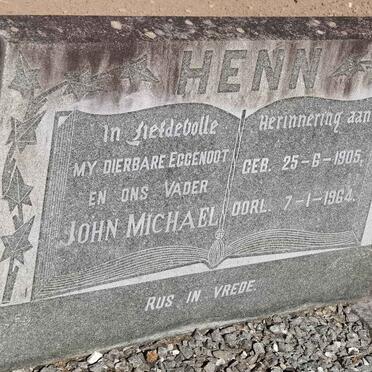 HENN
In Liefdevolle Herinnering aan
MY DIERBARE EGGENOOT
EN ONS VADER
JOHN MICHAEL
GEB. 25-6-1905,
OORL. 7-1-1964.
RUS IN VREDE.